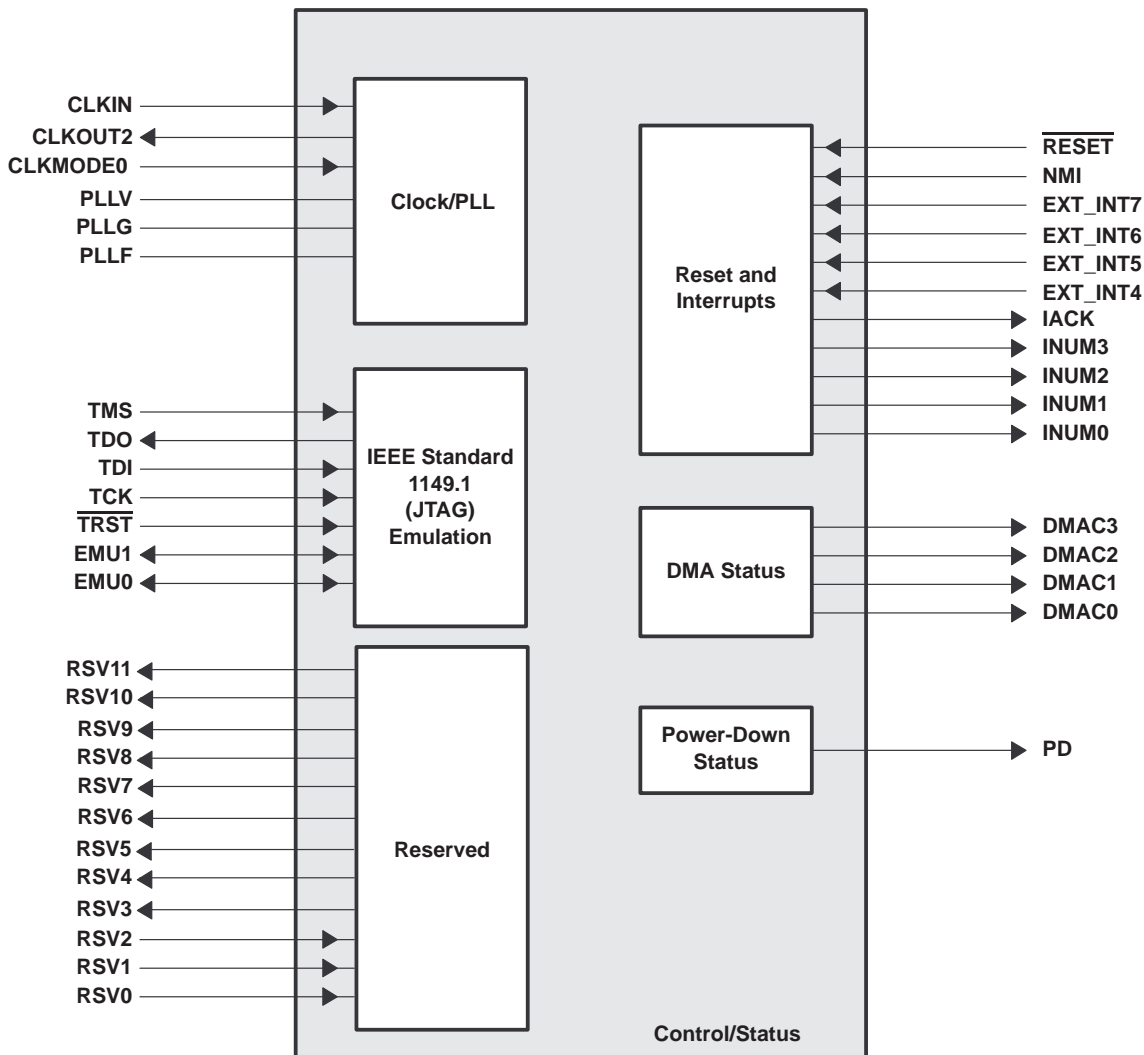 CLKIN
CLKOUT2
CLKMODE0
PLLV
PLLG
PLLF
Clock/PLL
TMS
TDO
TDI
TCK
TRST
EMU1
EMU0
IEEE Standard
1149.1
(JTAG)
Emulation
RSV11
RSV10
RSV9
RSV8
RSV7
RSV6
RSV5
RSV4
RSV3
RSV2
RSV1
RSV0
Reserved
Reset and
Interrupts
RESET
NMI
EXT_INT7
EXT_INT6
EXT_INT5
EXT_INT4
IACK
INUM3
INUM2
INUM1
INUM0
DMA Status
DMAC3
DMAC2
DMAC1
DMAC0
Power-Down
Status
PD
Control/Status